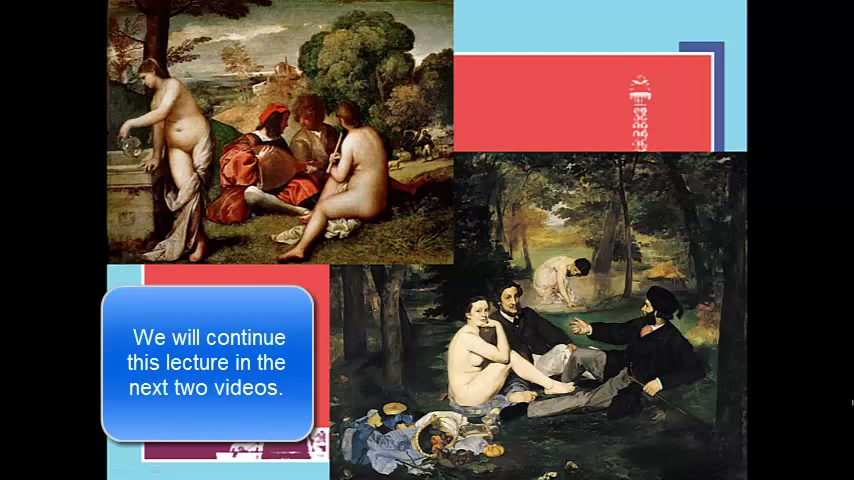 We will continue
this lecture in the
next two videos.